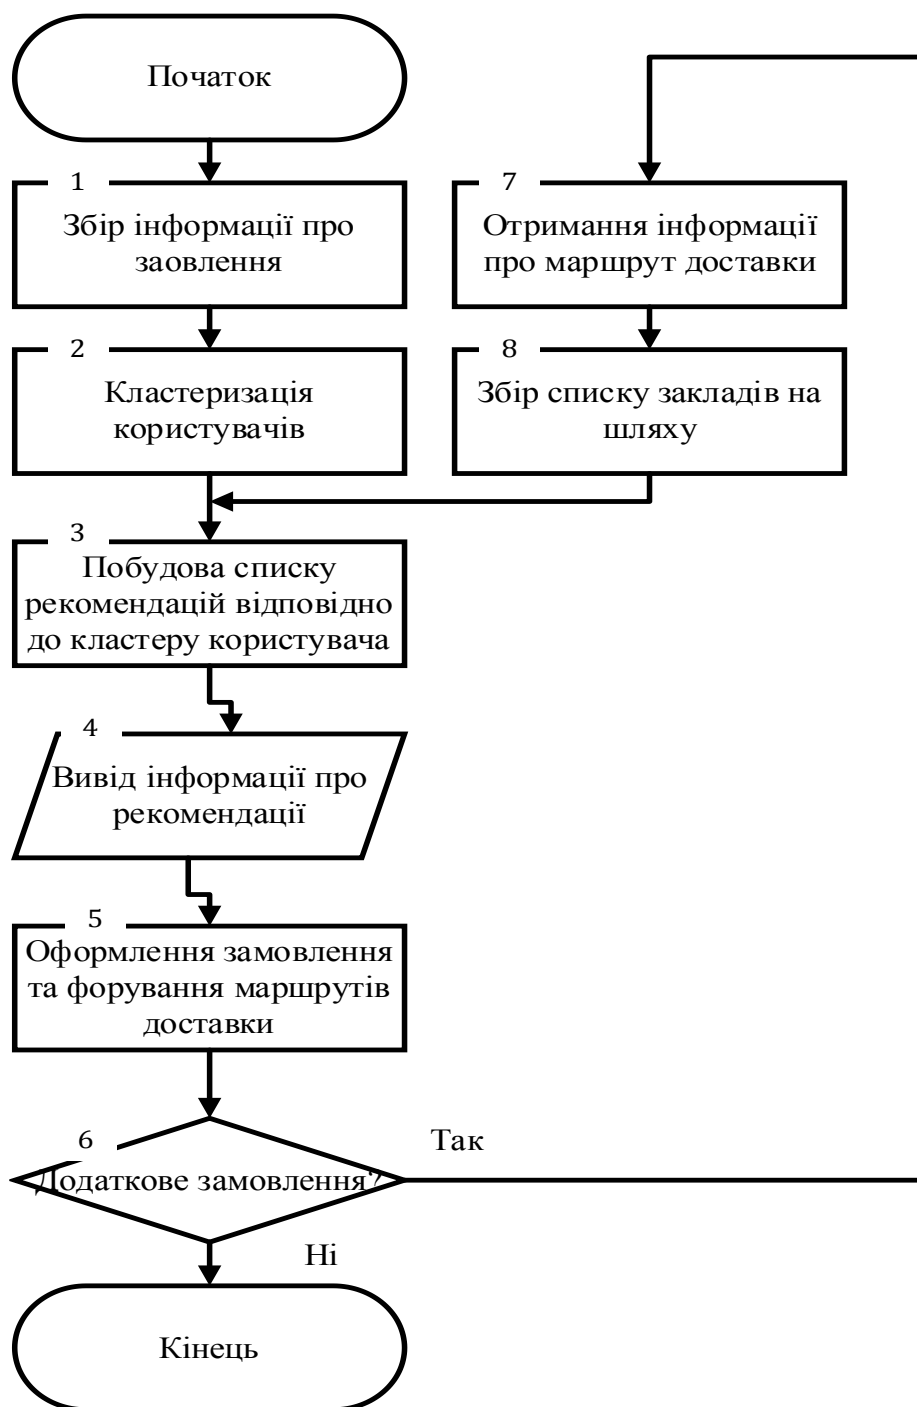 Початок
1
Збір інформації про
заовлення
2
Кластеризація
користувачів
3
Побудова списку
рекомендацій відповідно
до кластеру користувача
4
Вивід інформації про
рекомендації
5
Оформлення замовлення
та форування маршрутів
доставки
6
Додаткове замовлення?
Так
Ні
Кінець
7
Отримання інформації
про маршрут доставки
8
Збір списку закладів на
шляху